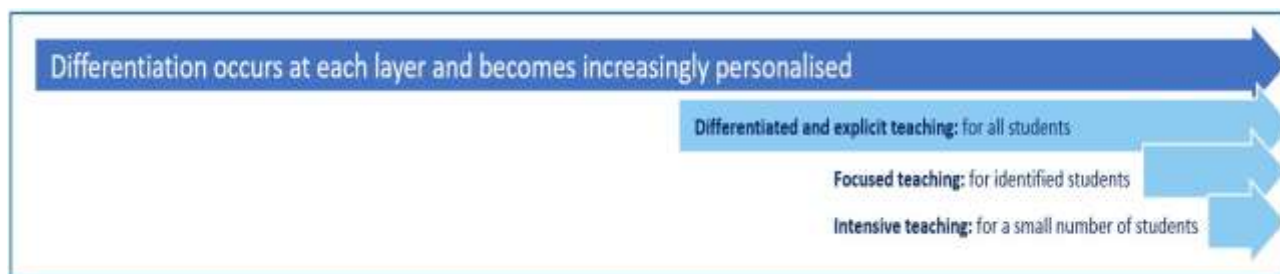 Differentiation occurs at each layer and becomes increasingly personalised
Differentiated and explicit teaching: for all students
Focused teaching: for identified students
Intensive teaching: for a small number of students